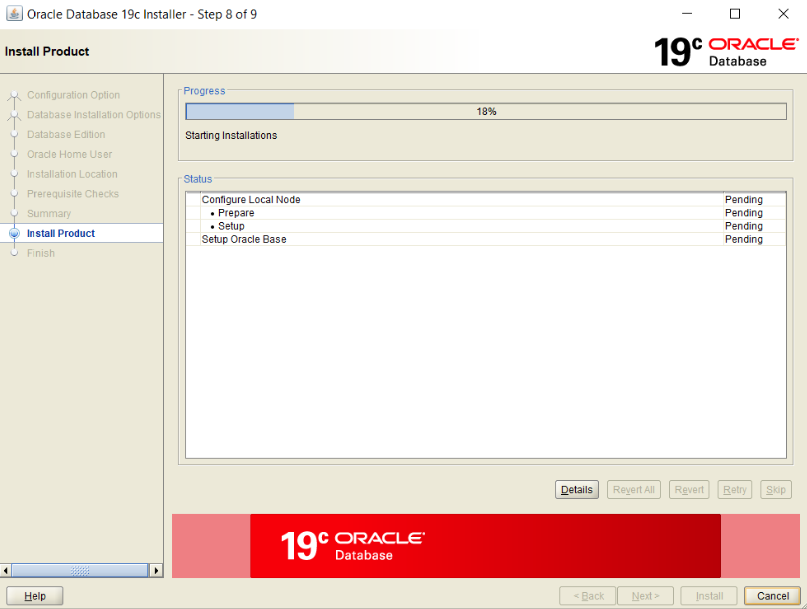 Oracle Database 19c Installer - Step 8 of 9
Install Product
19c ORACLE
Database
Configuration Option
Database Installation Options
Database Edition
Oracle Home User
Installation Location
Prerequisite Checks
Summary
Install Product
Finish
Progress
18%
Starting Installations
Status
Configure Local Node Pending
• Prepare Pending
• Setup Pending
Setup Oracle Base Pending
Details Revert All Revert Retry Skip
19c ORACLE
Database
Help < Back Next > Install Cancel